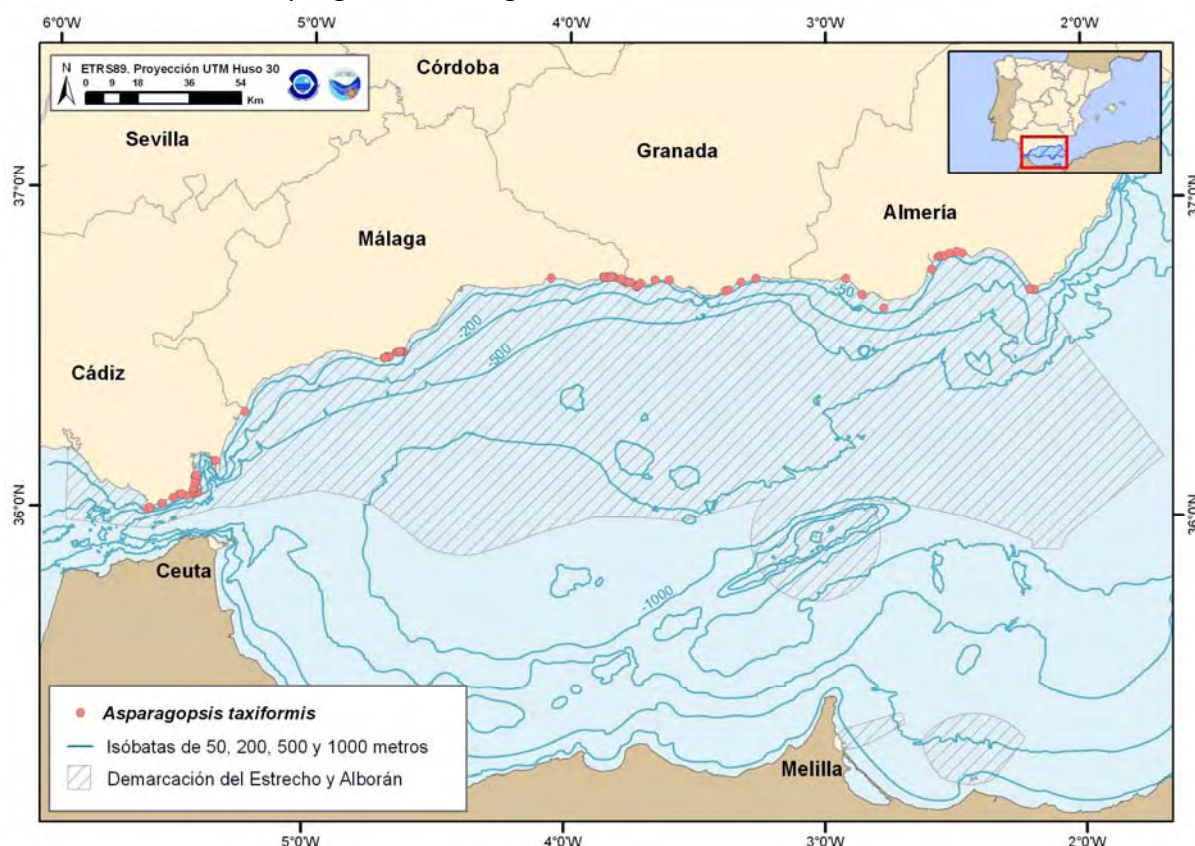 6°0'W 5°0'W 4°0'W 3°0'W 2°0'W
N ETRS89. Proyección UTM Huso 30
0 9 18 36 54
Km
Córdoba
Sevilla
Granada
37°0'N
37°0'N
Almería
Málaga
-50
-200
-500
Cádiz
36°0'N
36°0'N
Ceuta
-1000
Asparagopsis taxiformis
Isóbatas de 50, 200, 500 y 1000 metros
Demarcación del Estrecho y Alborán
Melilla
5°0'W 4°0'W 3°0'W 2°0'W